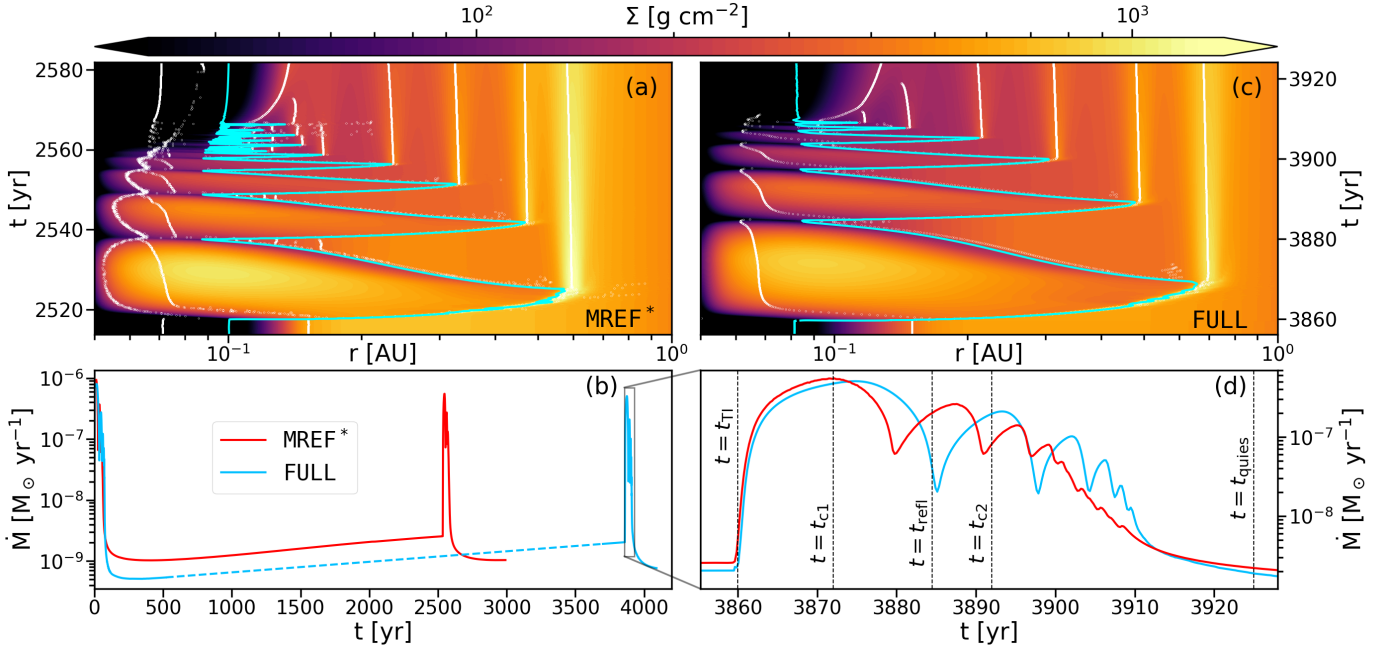 Σ [g cm⁻²]
10² 10³
(a)
t [yr]
2580
2560
2540
2520
MREF*
10⁻¹ r [AU] 10⁰
(c)
3920
3900
3880
3860
t [yr]
FULL
10⁻¹ r [AU] 10⁰
(b)
Ṁ [M⊙ yr⁻¹]
10⁻⁶
10⁻⁷
10⁻⁸
10⁻⁹
MREF*
FULL
0 500 1000 1500 2000 2500 3000 3500 4000
t [yr]
(d)
t = t_TI
t = t_c1
t = t_refl
t = t_c2
t = t_quies
10⁻⁷
10⁻⁸
Ṁ [M⊙ yr⁻¹]
3860 3870 3880 3890 3900 3910 3920
t [yr]